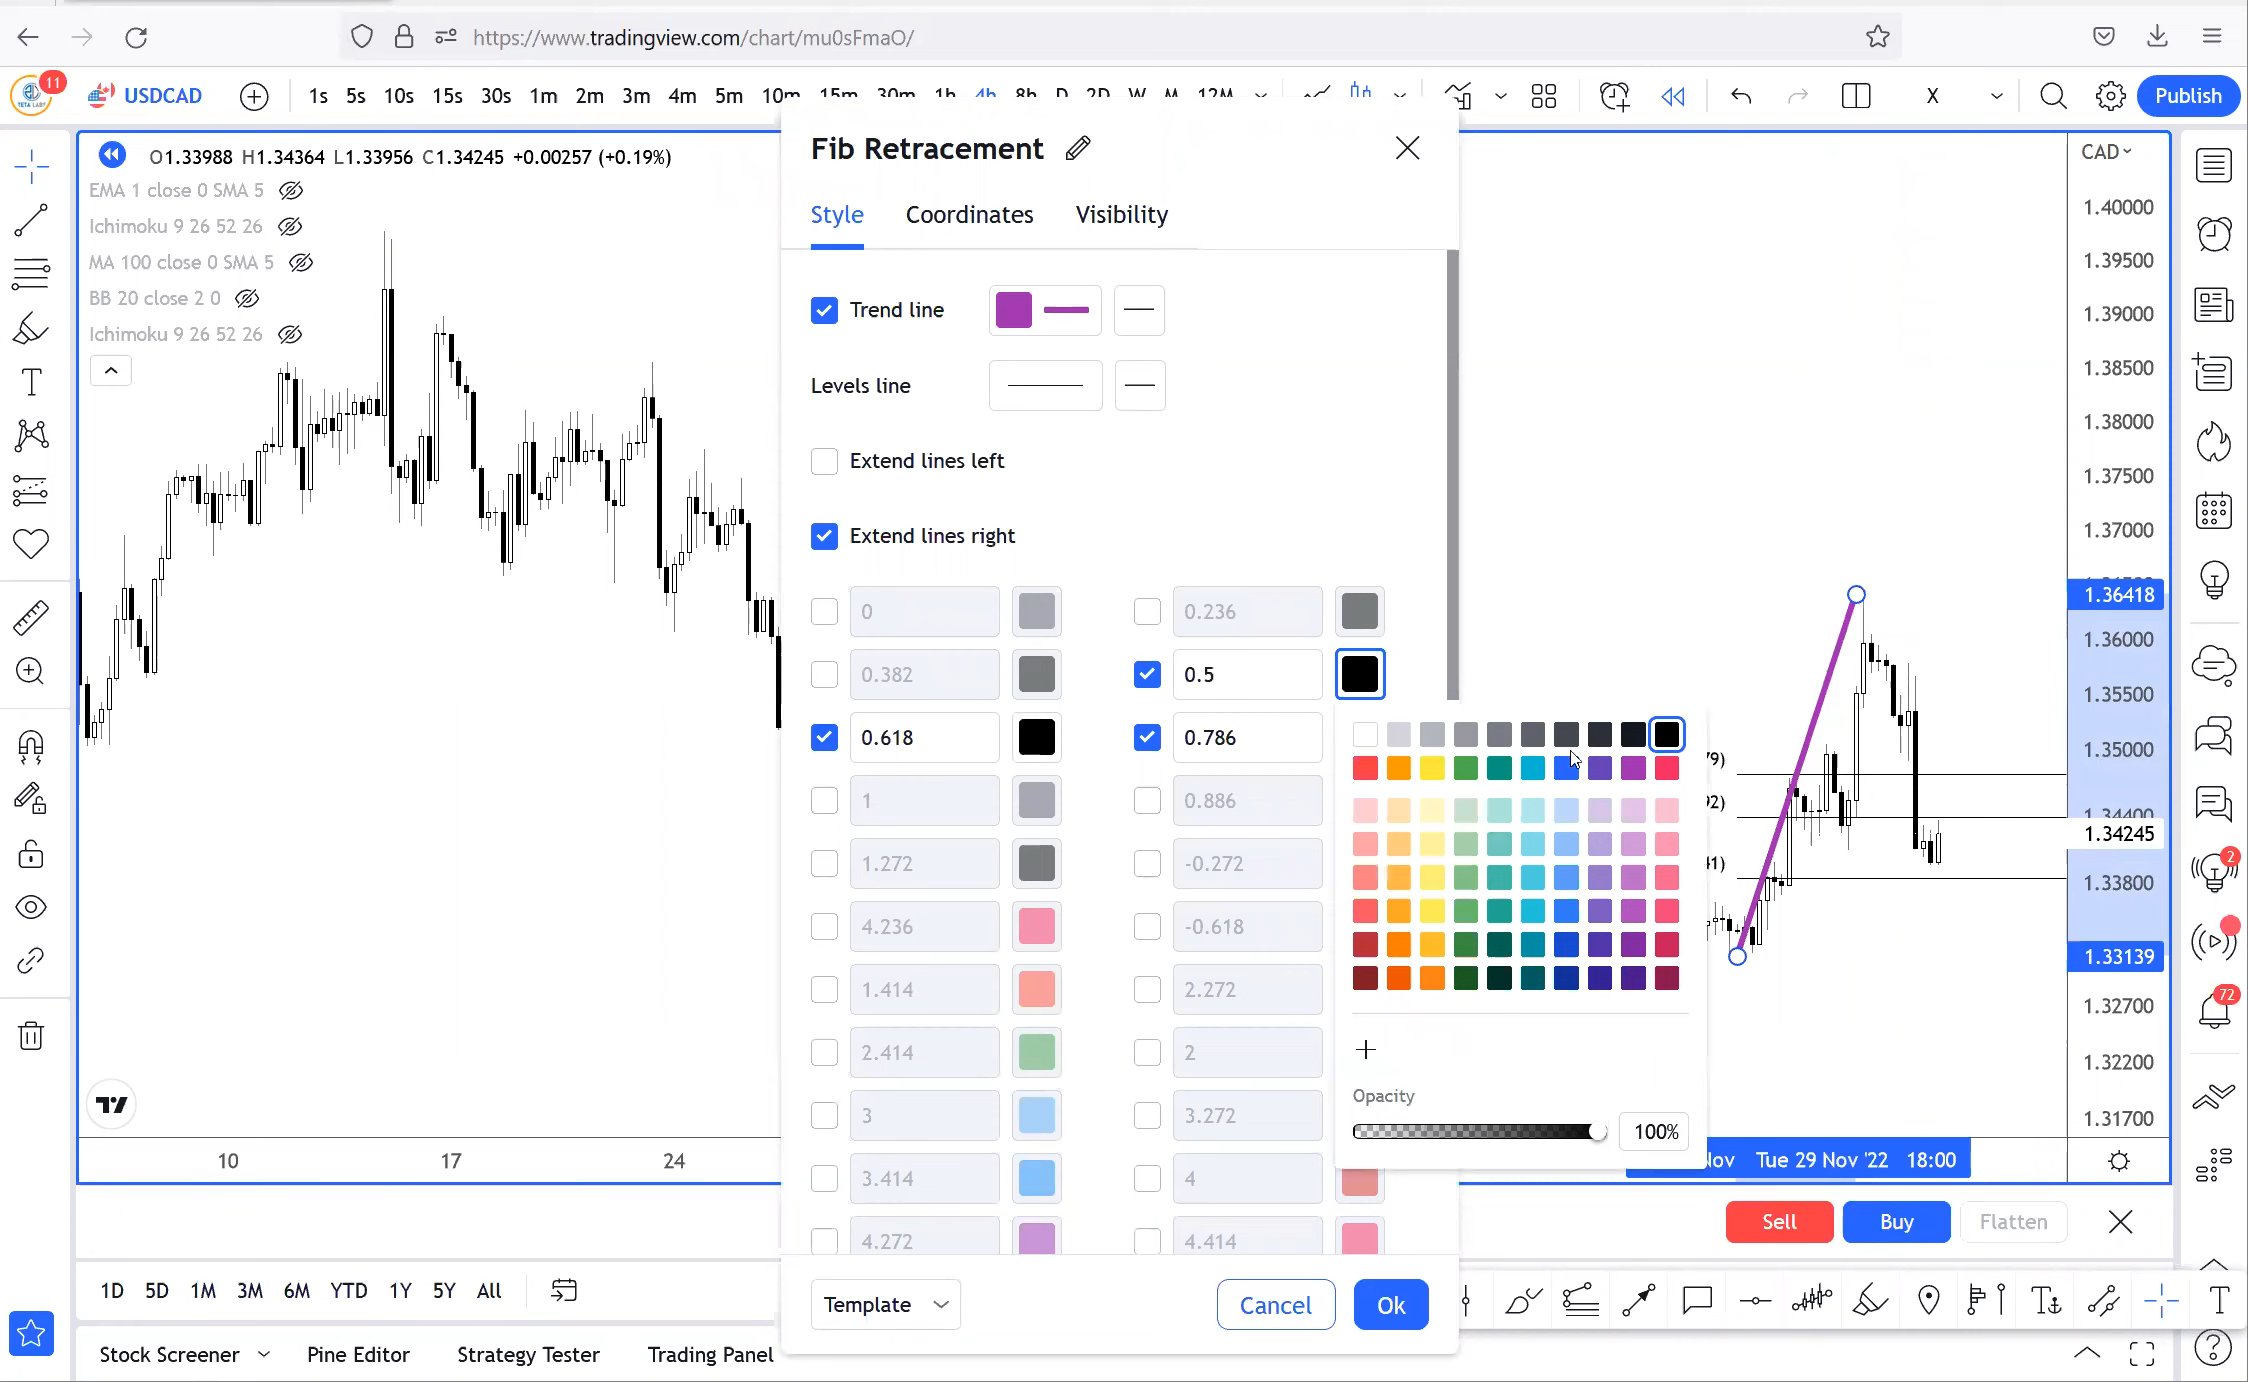 https://www.tradingview.com/chart/mu0sFmaO/
11
TETA LABZ
USDCAD
1s 5s 10s 15s 30s 1m 2m 3m 4m 5m 10m 15m 30m 1h 4h 8h D 2D W M 12M
X
Publish
O1.33988 H1.34364 L1.33956 C1.34245 +0.00257 (+0.19%)
EMA 1 close 0 SMA 5
Ichimoku 9 26 52 26
MA 100 close 0 SMA 5
BB 20 close 2 0
Ichimoku 9 26 52 26
Fib Retracement
Style Coordinates Visibility
Trend line
Levels line
Extend lines left
Extend lines right
0 0.236
0.382 0.5
0.618 0.786
1 0.886
1.272 -0.272
4.236 -0.618
1.414 2.272
2.414 2
3 3.272
3.414 4
4.272 4.414
Opacity
100%
Template
Cancel
Ok
79)
92)
41)
CAD
1.40000
1.39500
1.39000
1.38500
1.38000
1.37500
1.37000
1.36418
1.36000
1.35500
1.35000
1.34400
1.34245
1.33800
1.33139
1.32700
1.32200
1.31700
10 17 24
Nov Tue 29 Nov '22 18:00
2
72
Sell Buy Flatten
1D 5D 1M 3M 6M YTD 1Y 5Y All
Stock Screener Pine Editor Strategy Tester Trading Panel